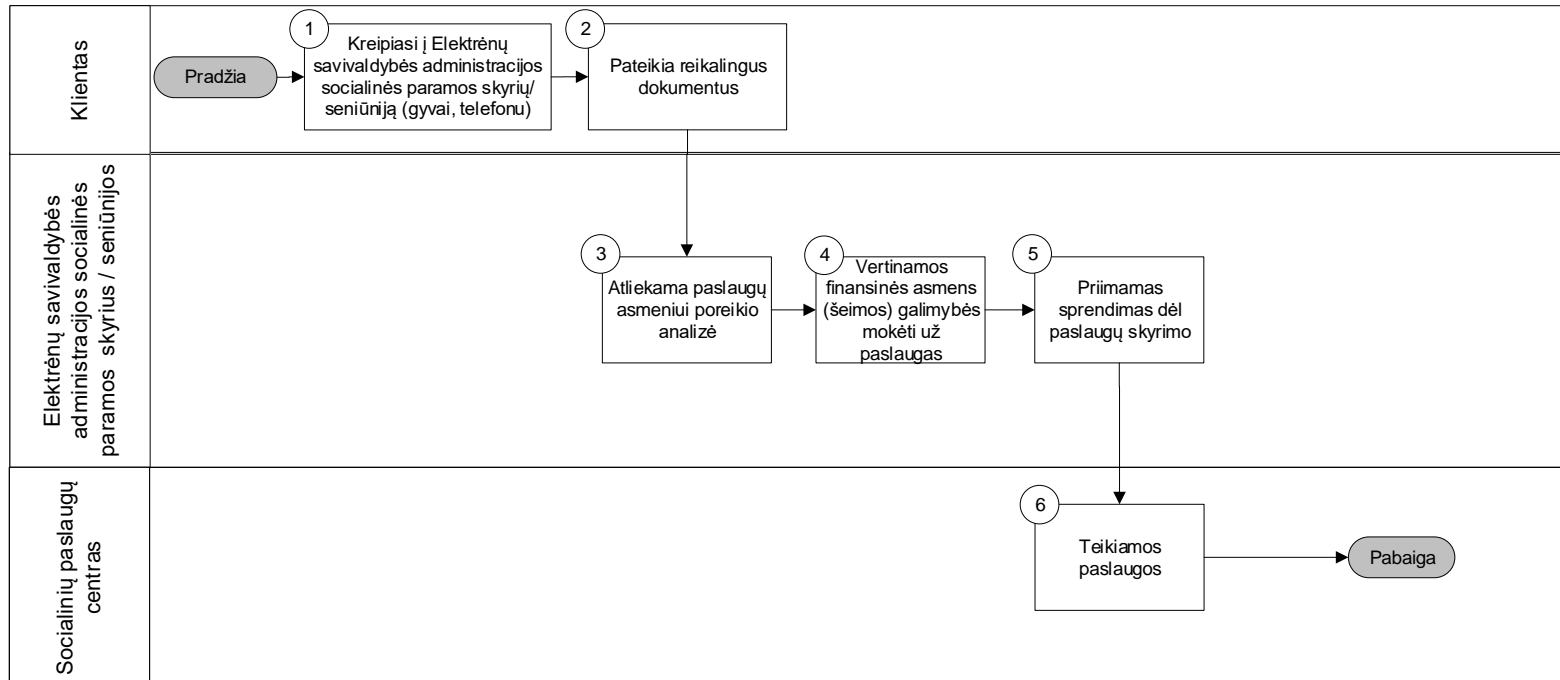 Klientas
Pradžia
1
Kreipiasi į Elektrėnų
savivaldybės administracijos
socialinės paramos skyrių/
seniūniją (gyvai, telefonu)
2
Pateikia reikalingus
dokumentus
Elektrėnų savivaldybės
administracijos socialinės
paramos skyrius / seniūnijos
3
Atliekama paslaugų
asmeniui poreikio
analizė
4
Vertinamos
finansinės asmens
(šeimos) galimybės
mokėti už
paslaugas
5
Priimamas
sprendimas dėl
paslaugų skyrimo
Socialinių paslaugų
centras
6
Teikiamos
paslaugos
Pabaiga